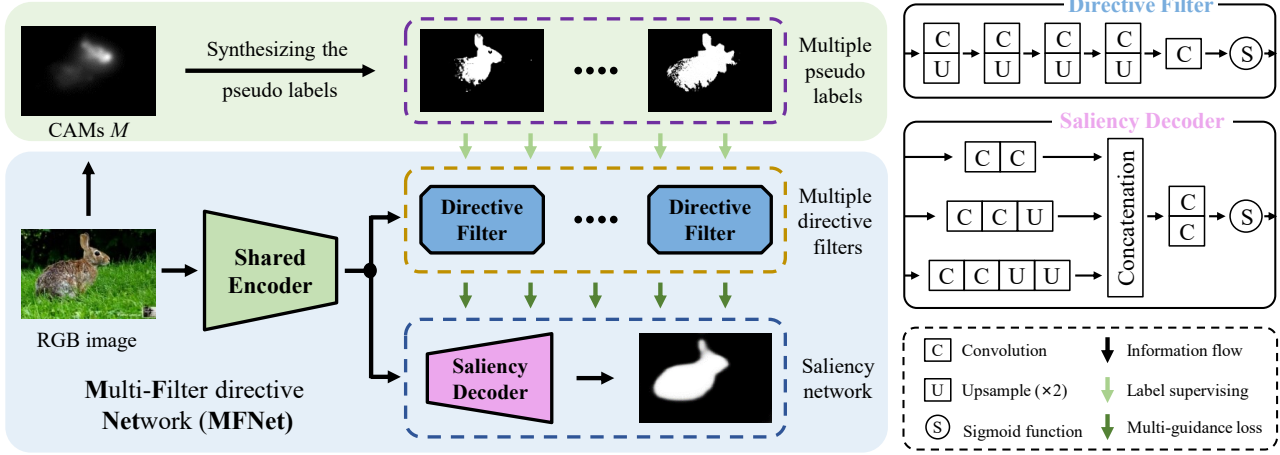 Synthesizing the
pseudo labels
CAMs M
Multiple
pseudo
labels
RGB image
Shared
Encoder
Directive
Filter
Directive
Filter
Multiple
directive
filters
Saliency
Decoder
Saliency
network
Multi-Filter directive
Network (MFNet)
Directive Filter
C
U
C
U
C
U
C
U
C
S
Saliency Decoder
C C
C C U
C C U U
Concatenation
C
C
S
C Convolution
U Upsample (×2)
S Sigmoid function
Information flow
Label supervising
Multi-guidance loss